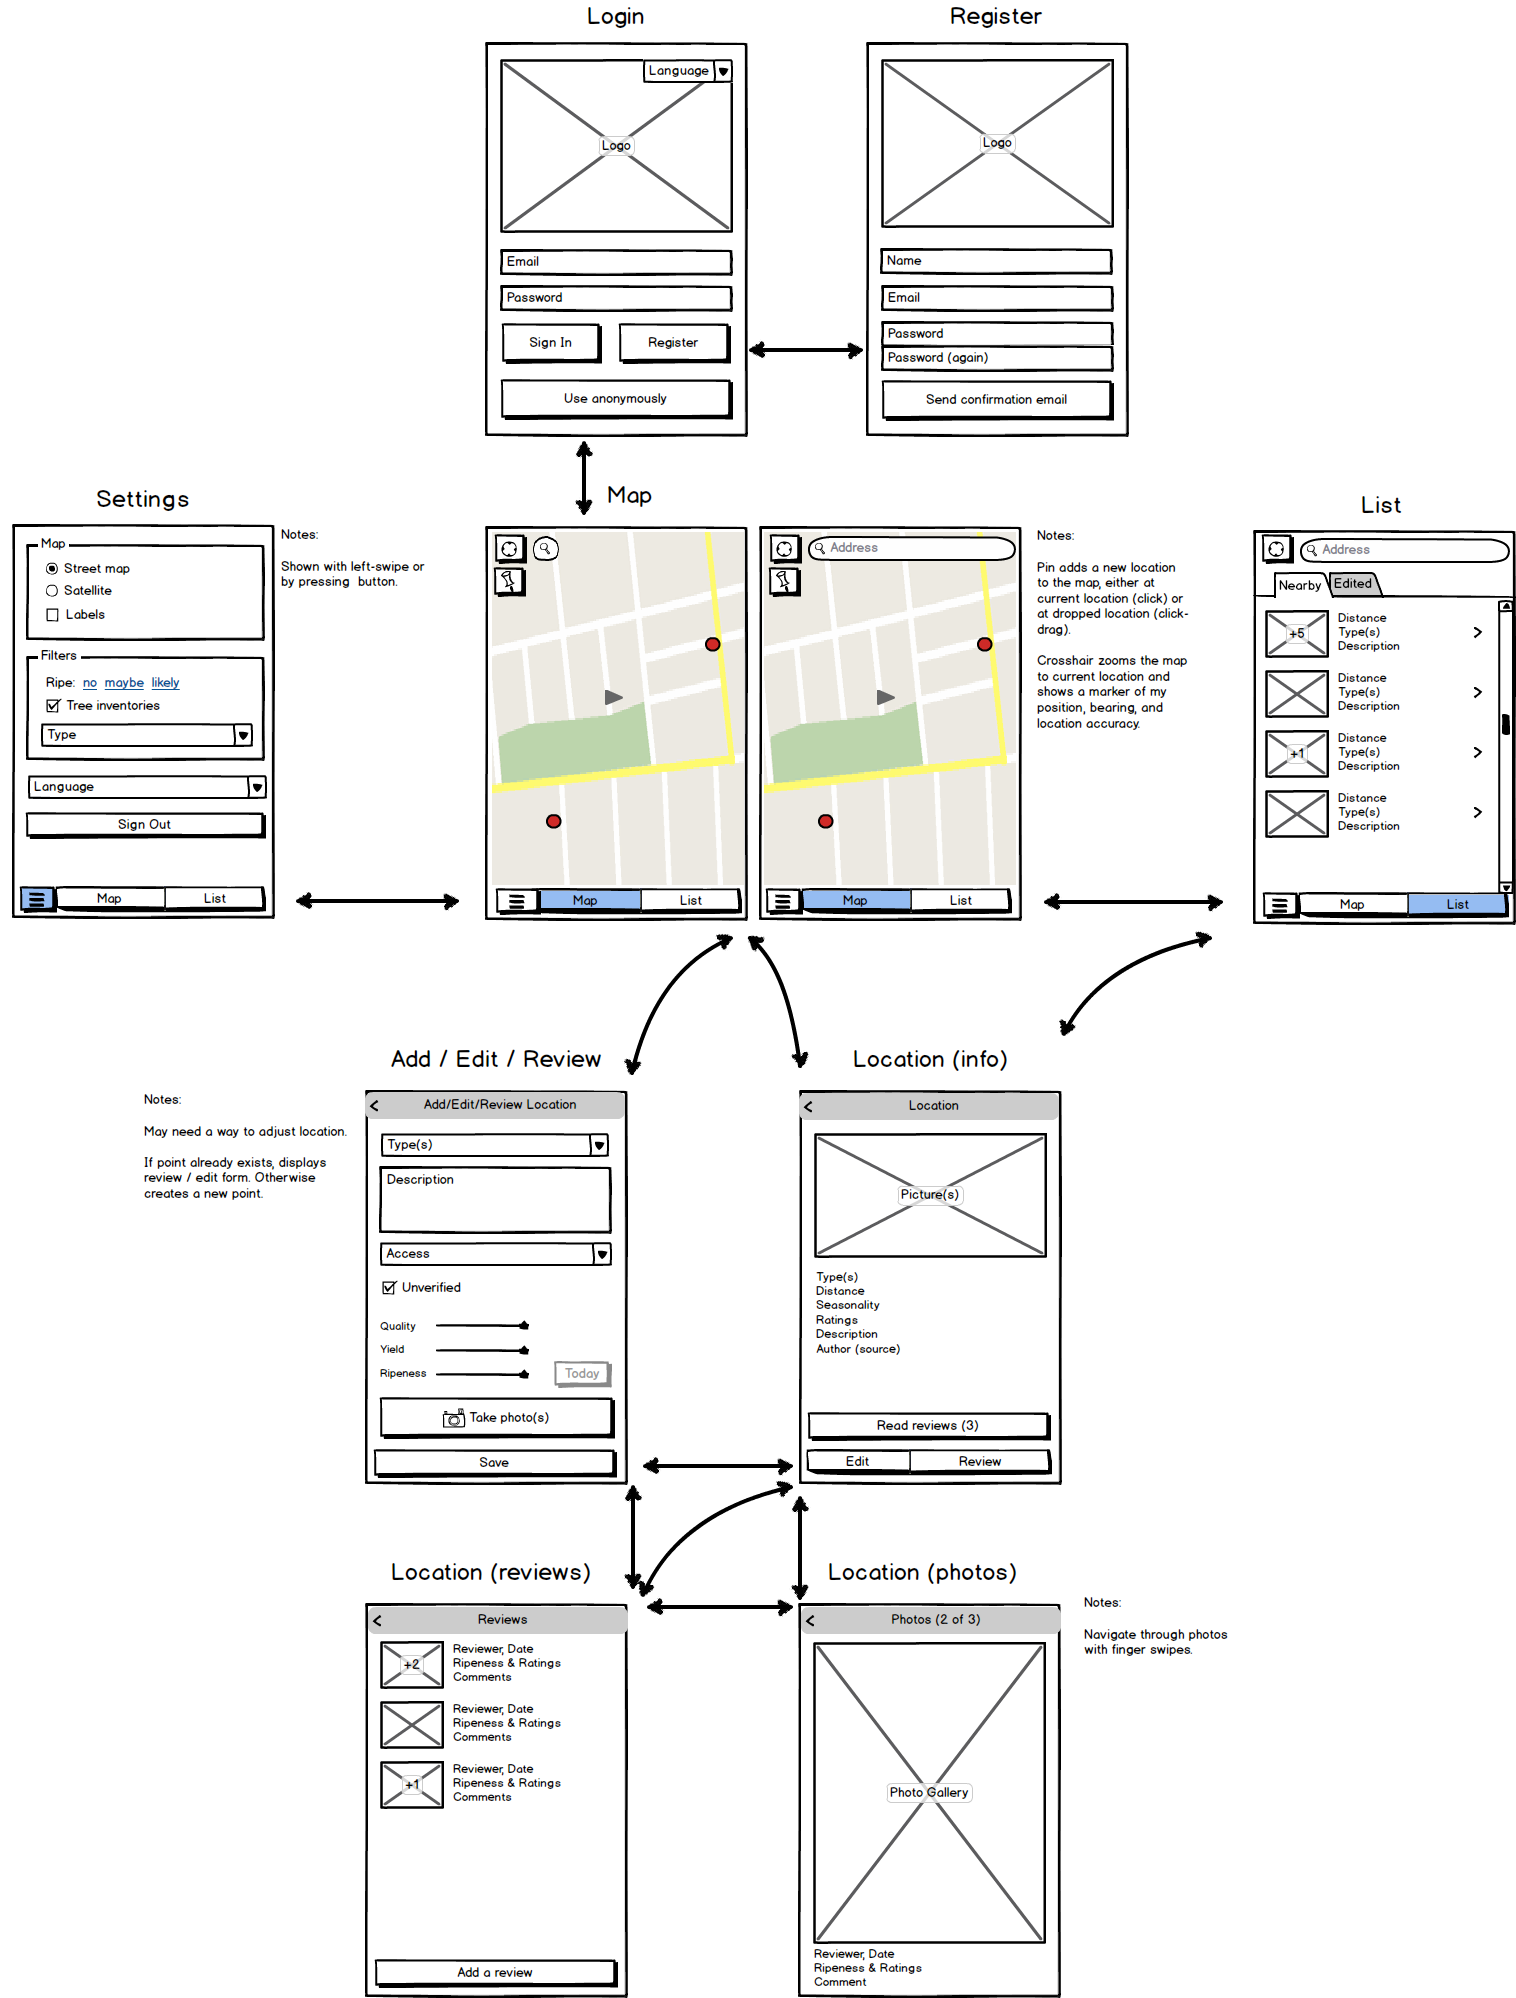 Login
Language
Logo
Email
Password
Sign In
Register
Use anonymously
Register
Logo
Name
Email
Password
Password (again)
Send confirmation email
Settings
Map
Street map
Satellite
Labels
Filters
Ripe: no maybe likely
Tree inventories
Type
Language
Sign Out
Map
List
Notes:
Shown with left-swipe or
by pressing button.
Map
Map
List
Address
Map
List
Notes:
Pin adds a new location
to the map, either at
current location (click) or
at dropped location (click-
drag).
Crosshair zooms the map
to current location and
shows a marker of my
position, bearing, and
location accuracy.
List
Address
Nearby
Edited
+5
Distance
Type(s)
Description
Distance
Type(s)
Description
+1
Distance
Type(s)
Description
Distance
Type(s)
Description
Map
List
Notes:
May need a way to adjust location.
If point already exists, displays
review / edit form. Otherwise
creates a new point.
Add / Edit / Review
Add/Edit/Review Location
Type(s)
Description
Access
Unverified
Quality
Yield
Ripeness
Today
Take photo(s)
Save
Location (info)
Location
Picture(s)
Type(s)
Distance
Seasonality
Ratings
Description
Author (source)
Read reviews (3)
Edit
Review
Location (reviews)
Reviews
+2
Reviewer, Date
Ripeness & Ratings
Comments
Reviewer, Date
Ripeness & Ratings
Comments
+1
Reviewer, Date
Ripeness & Ratings
Comments
Add a review
Location (photos)
Photos (2 of 3)
Photo Gallery
Reviewer, Date
Ripeness & Ratings
Comment
Notes:
Navigate through photos
with finger swipes.